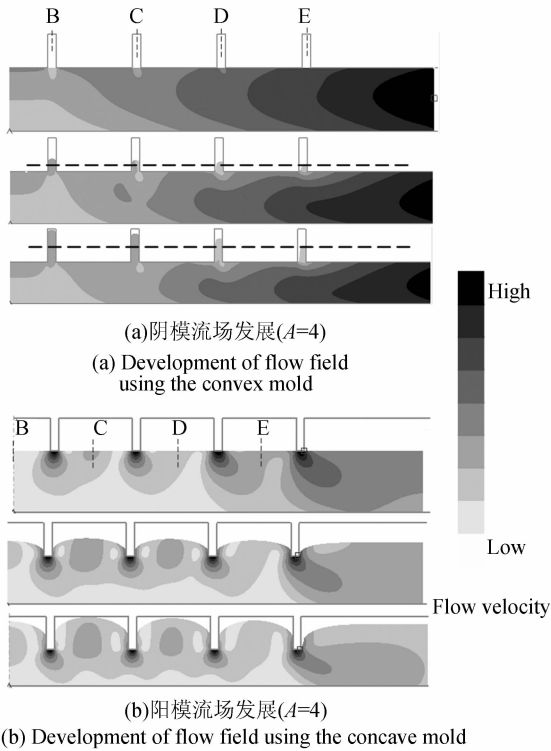 B C D E
(a)阴模流场发展(A=4)
(a) Development of flow field
using the convex mold
High
Low
Flow velocity
B C D E
(b)阳模流场发展(A=4)
(b) Development of flow field using the concave mold